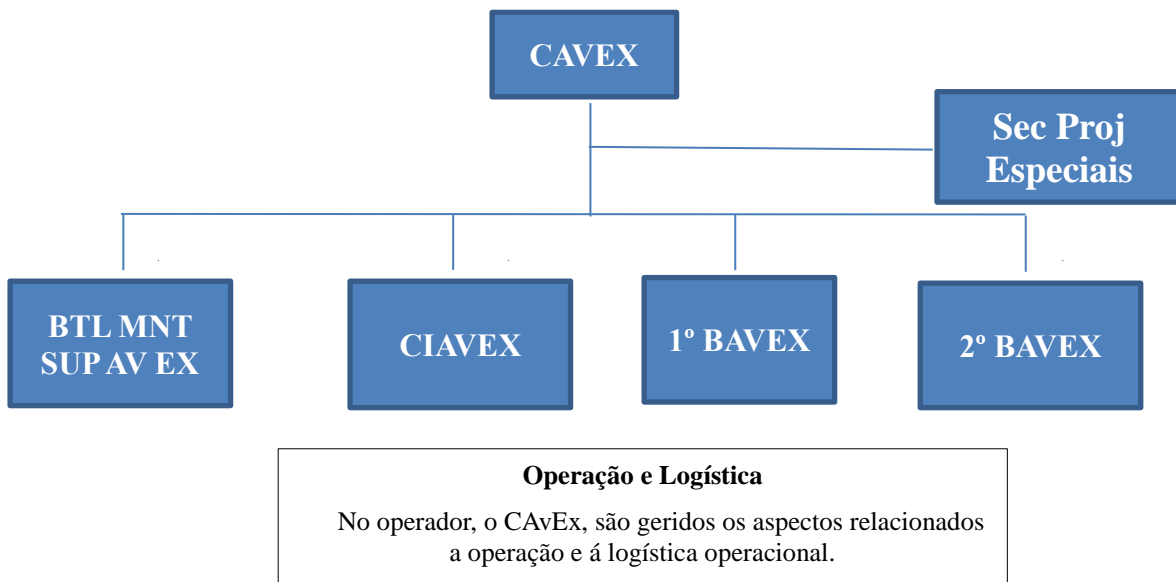 CAVEX
Sec Proj
Especiais
BTL MNT
SUP AV EX
CIAVEX
1º BAVEX
2º BAVEX
Operação e Logística
No operador, o CAvEx, são geridos os aspectos relacionados
a operação e á logística operacional.